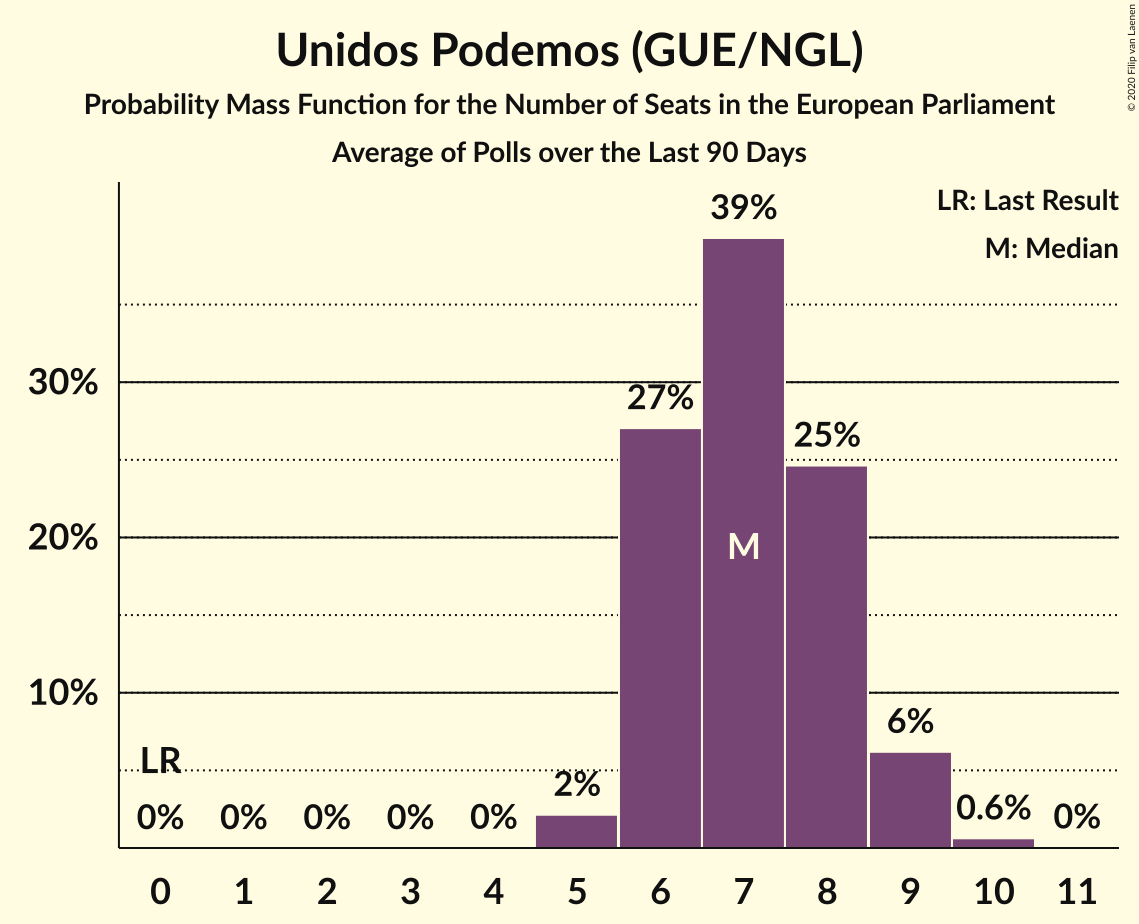 Unidos Podemos (GUE/NGL)
Probability Mass Function for the Number of Seats in the European Parliament
Average of Polls over the Last 90 Days
© 2020 Filip van Laenen
LR: Last Result
M: Median
39%
30%
27%
25%
20%
M
10%
6%
LR
2%
0% 0% 0% 0% 0% 0.6% 0%
0 1 2 3 4 5 6 7 8 9 10 11